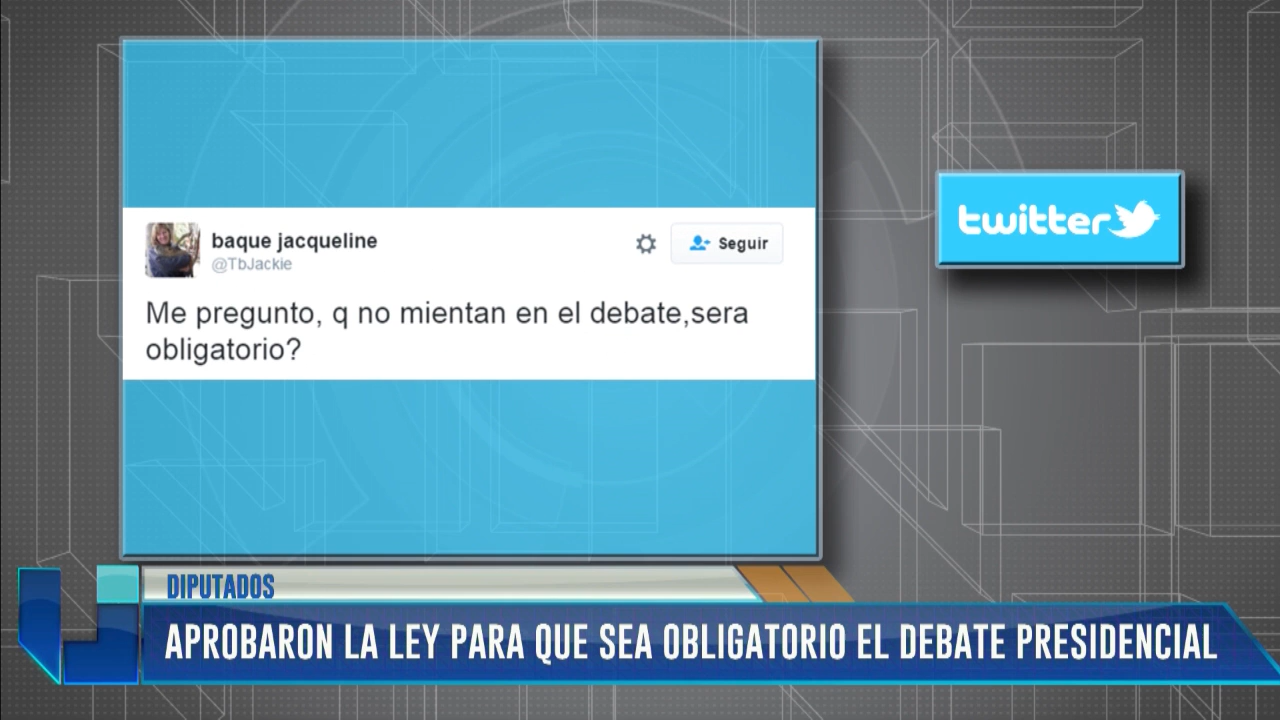 baque jacqueline
@TbJackie
Seguir
Me pregunto, q no mientan en el debate,sera
obligatorio?
twitter
DIPUTADOS
APROBARON LA LEY PARA QUE SEA OBLIGATORIO EL DEBATE PRESIDENCIAL